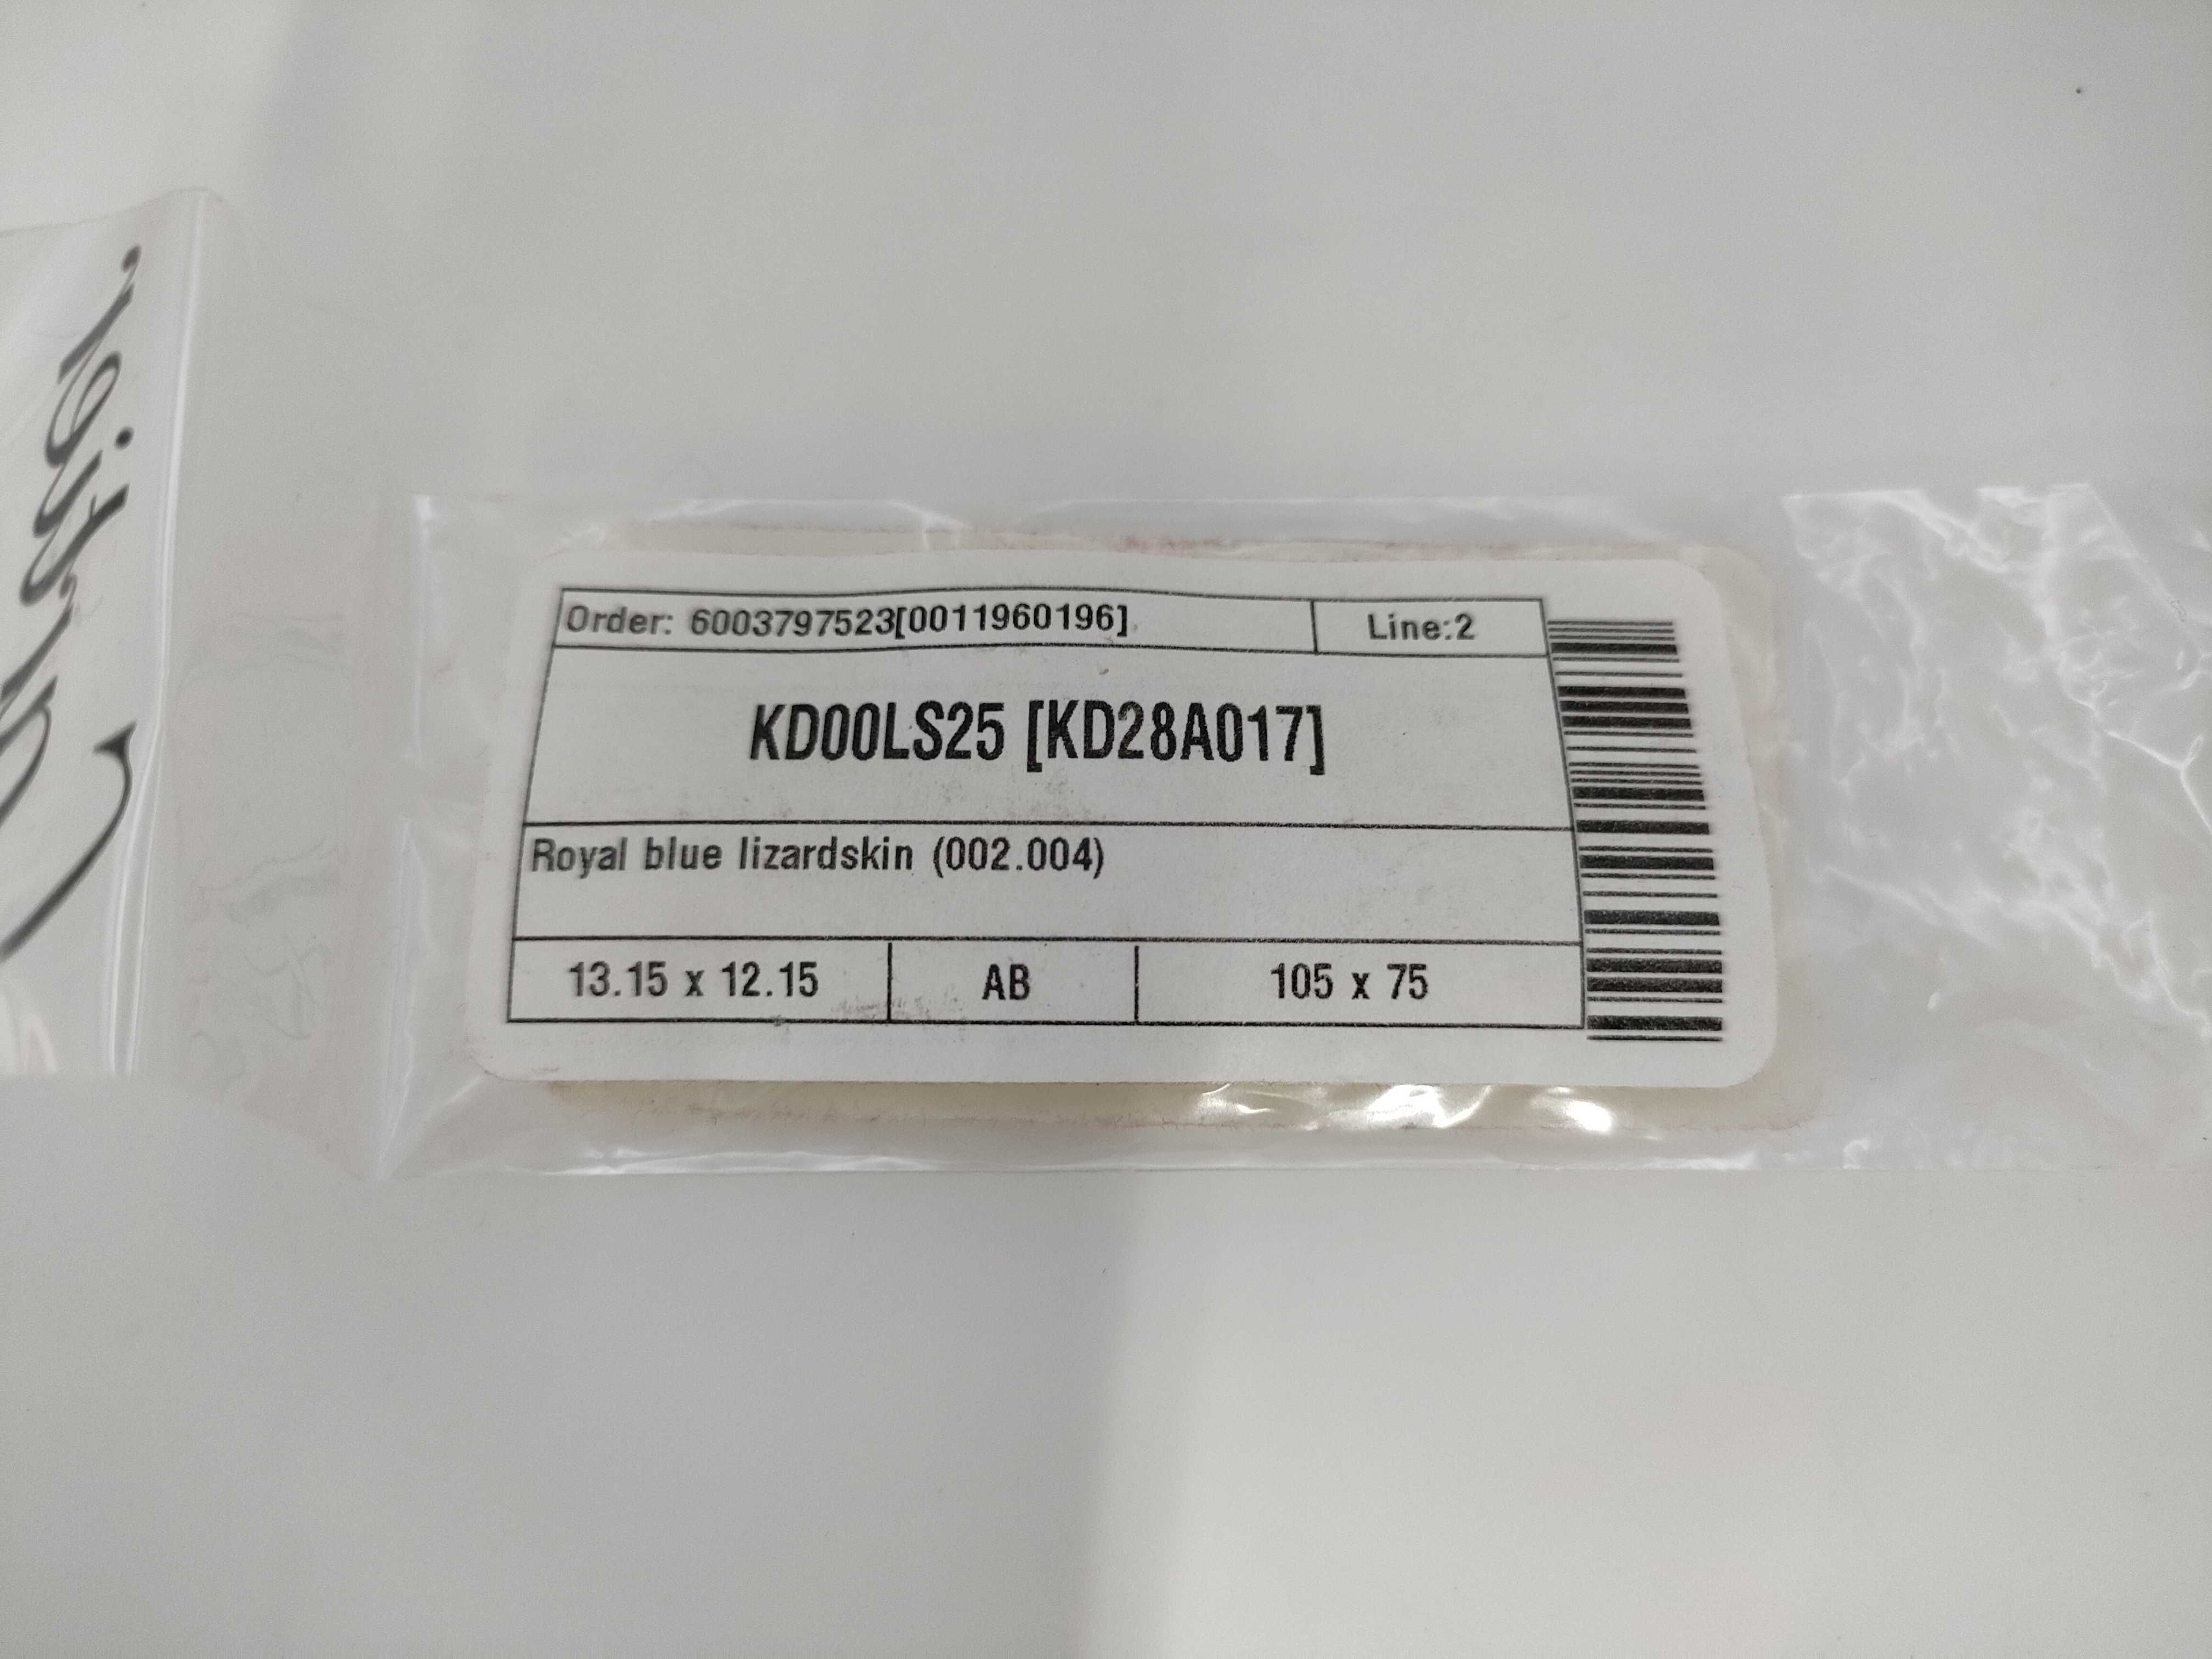 Order: 6003797523[0011960196]
Line:2
KD00LS25 [KD28A017]
Royal blue lizardskin (002.004)
13.15 x 12.15
AB
105 x 75